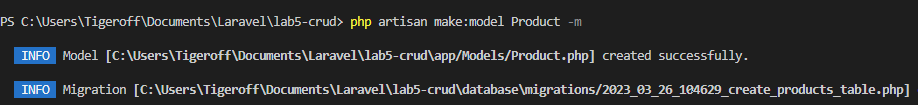 PS C:\Users\Tigeroff\Documents\Laravel\lab5-crud> php artisan make:model Product -m
INFO Model [C:\Users\Tigeroff\Documents\Laravel\lab5-crud\app/Models/Product.php] created successfully.
INFO Migration [C:\Users\Tigeroff\Documents\Laravel\lab5-crud\database\migrations/2023_03_26_104629_create_products_table.php]